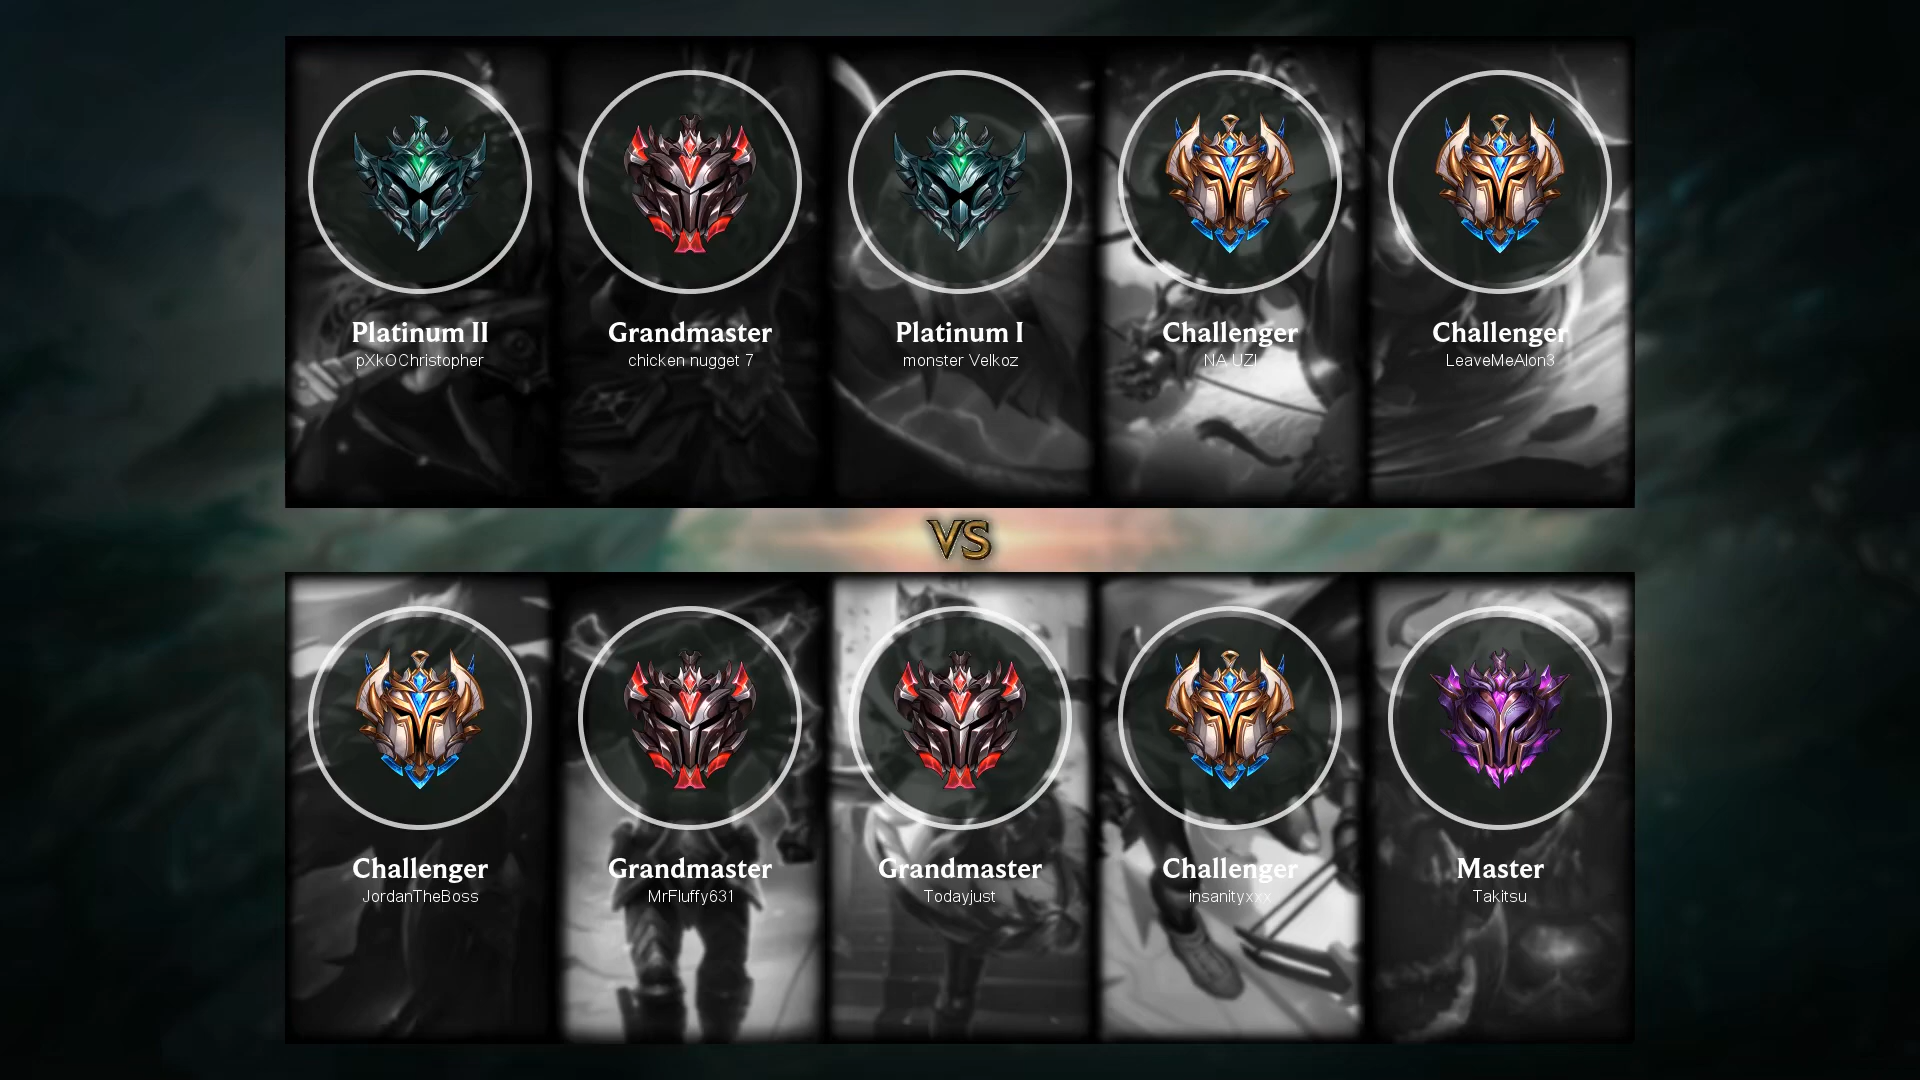 Platinum II
pXkOChristopher
Grandmaster
chicken nugget 7
Platinum I
monster Velkoz
Challenger
NA UZI
Challenger
LeaveMeAlon3
VS
Challenger
JordanTheBoss
Grandmaster
MrFluffy631
Grandmaster
Todayjust
Challenger
insanityxxx
Master
Takitsu